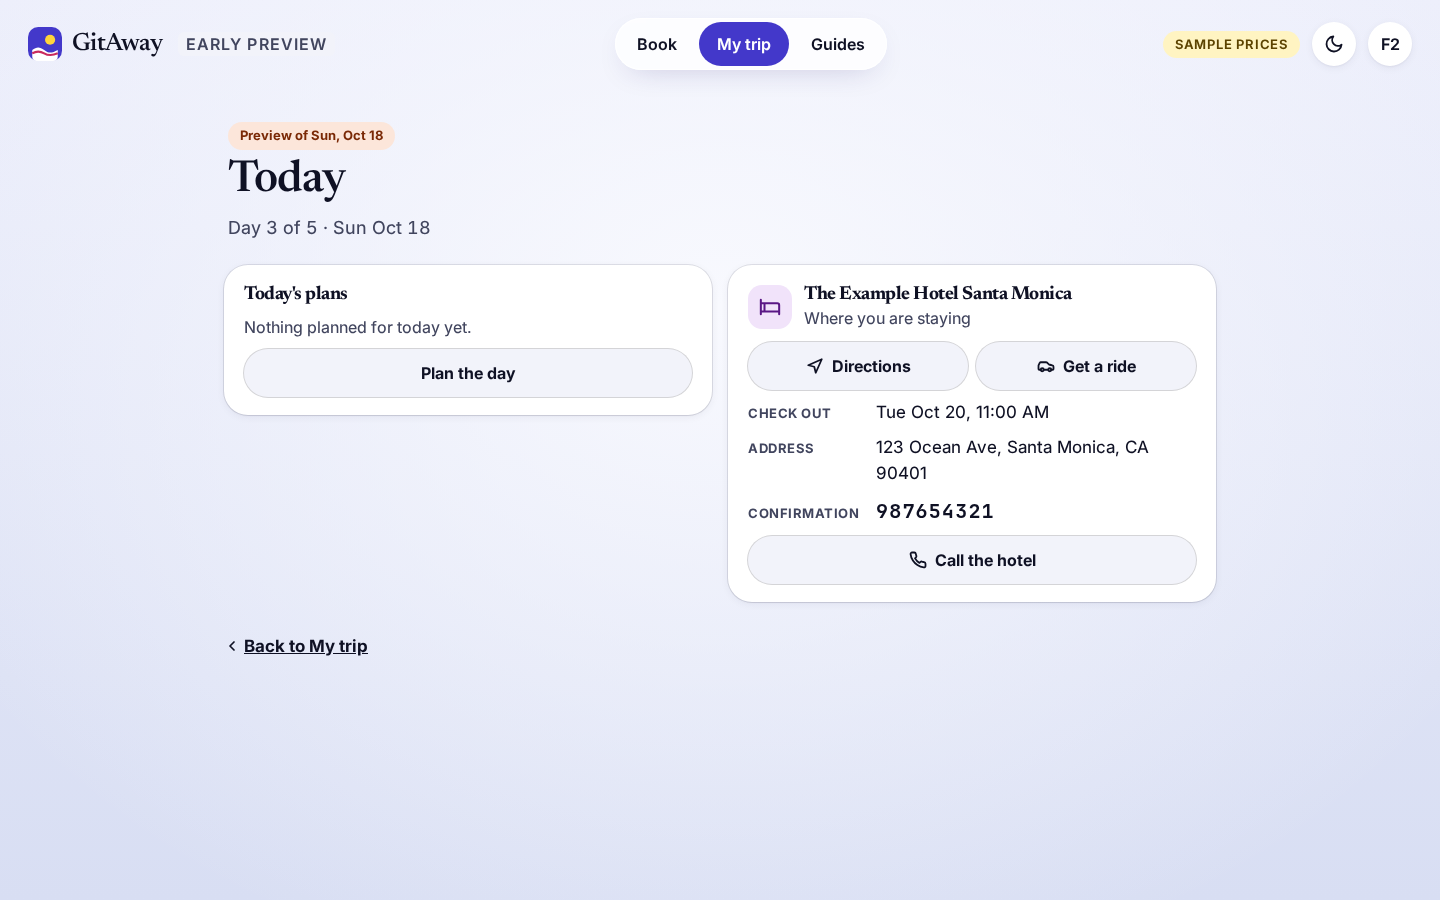 GitAway
EARLY PREVIEW
Book
My trip
Guides
SAMPLE PRICES
F2
Preview of Sun, Oct 18
Today
Day 3 of 5 · Sun Oct 18
Today's plans
Nothing planned for today yet.
Plan the day
The Example Hotel Santa Monica
Where you are staying
Directions
Get a ride
CHECK OUT
Tue Oct 20, 11:00 AM
ADDRESS
123 Ocean Ave, Santa Monica, CA
90401
CONFIRMATION
987654321
Call the hotel
Back to My trip